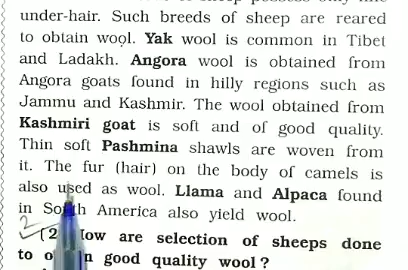 under-hair. Such breeds of sheep are reared
to obtain wool. Yak wool is common in Tibet
and Ladakh. Angora wool is obtained from
Angora goats found in hilly regions such as
Jammu and Kashmir. The wool obtained from
Kashmiri goat is soft and of good quality.
Thin soft Pashmina shawls are woven from
it. The fur (hair) on the body of camels is
also used as wool. Llama and Alpaca found
in South America also yield wool.
are selection of sheeps done
to good quality wool?